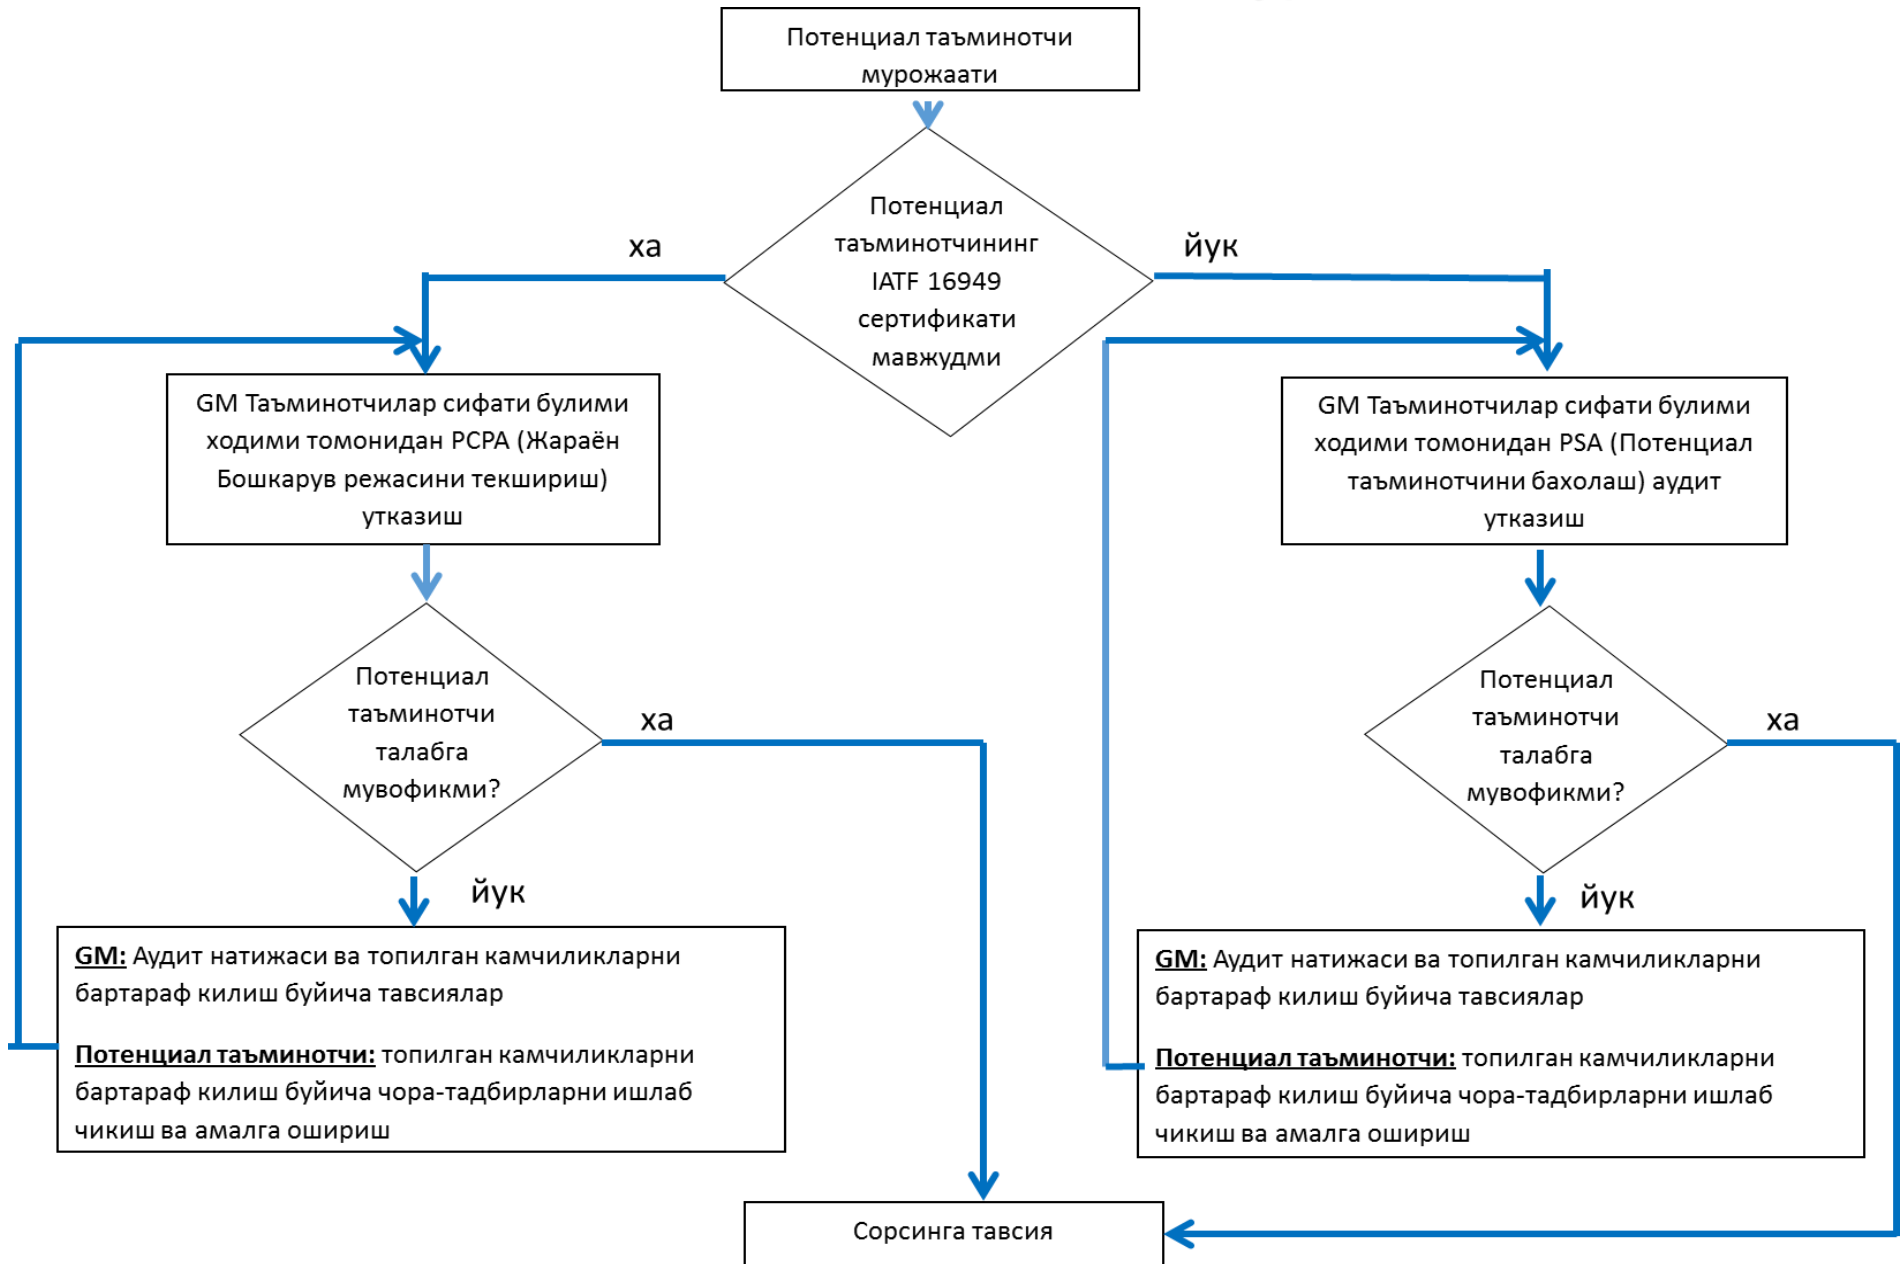 Потенциал таъминотчи
мурожаати
Потенциал
таъминотчининг
IATF 16949
сертификати
мавжудми
ха
йук
GM Таъминотчилар сифати булими
ходими томонидан PCPA (Жараён
Бошкарув режасини текшириш)
утказиш
GM Таъминотчилар сифати булими
ходими томонидан PSA (Потенциал
таъминотчини бахолаш) аудит
утказиш
Потенциал
таъминотчи
талабга
мувофикми?
ха
Потенциал
таъминотчи
талабга
мувофикми?
ха
йук
йук
GM: Аудит натижаси ва топилган камчиликларни
бартараф килиш буйича тавсиялар
Потенциал таъминотчи: топилган камчиликларни
бартараф килиш буйича чора-тадбирларни ишлаб
чикиш ва амалга ошириш
GM: Аудит натижаси ва топилган камчиликларни
бартараф килиш буйича тавсиялар
Потенциал таъминотчи: топилган камчиликларни
бартараф килиш буйича чора-тадбирларни ишлаб
чикиш ва амалга ошириш
Сорсинга тавсия